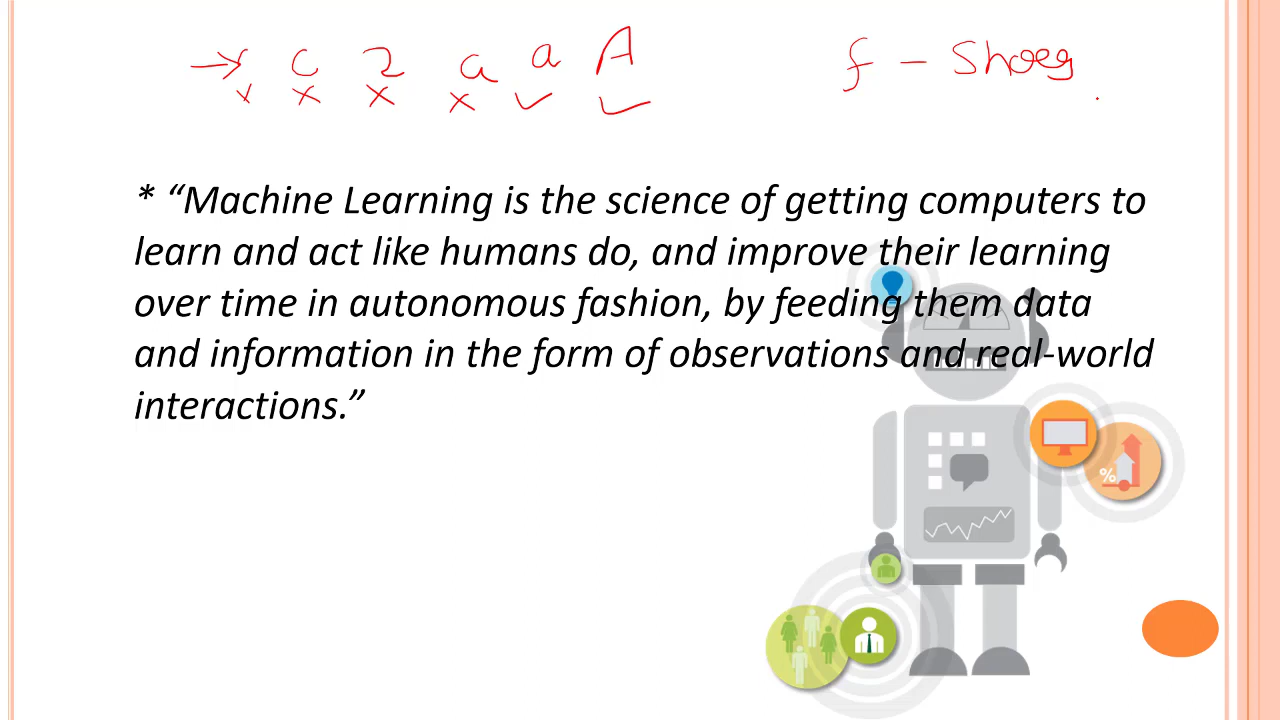 c 2 a a A f - Shoes
* “Machine Learning is the science of getting computers to
learn and act like humans do, and improve their learning
over time in autonomous fashion, by feeding them data
and information in the form of observations and real-world
interactions.”
%